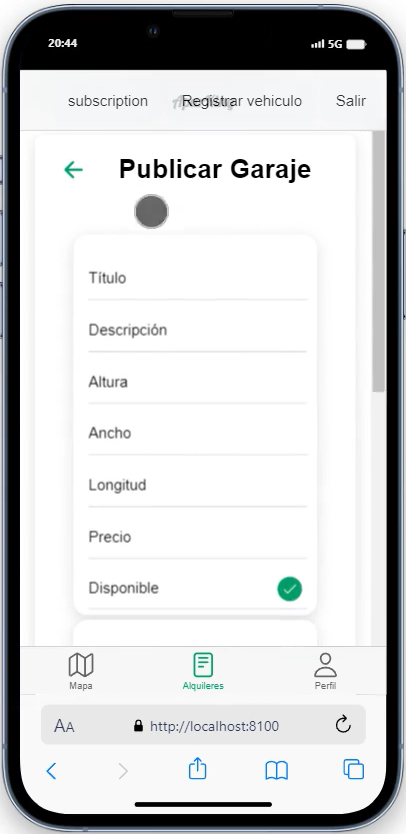 20:44
5G
subscription Registrar vehiculo Salir
Publicar Garaje
Título
Descripción
Altura
Ancho
Longitud
Precio
Disponible
Mapa
Alquileres
Perfil
AA http://localhost:8100